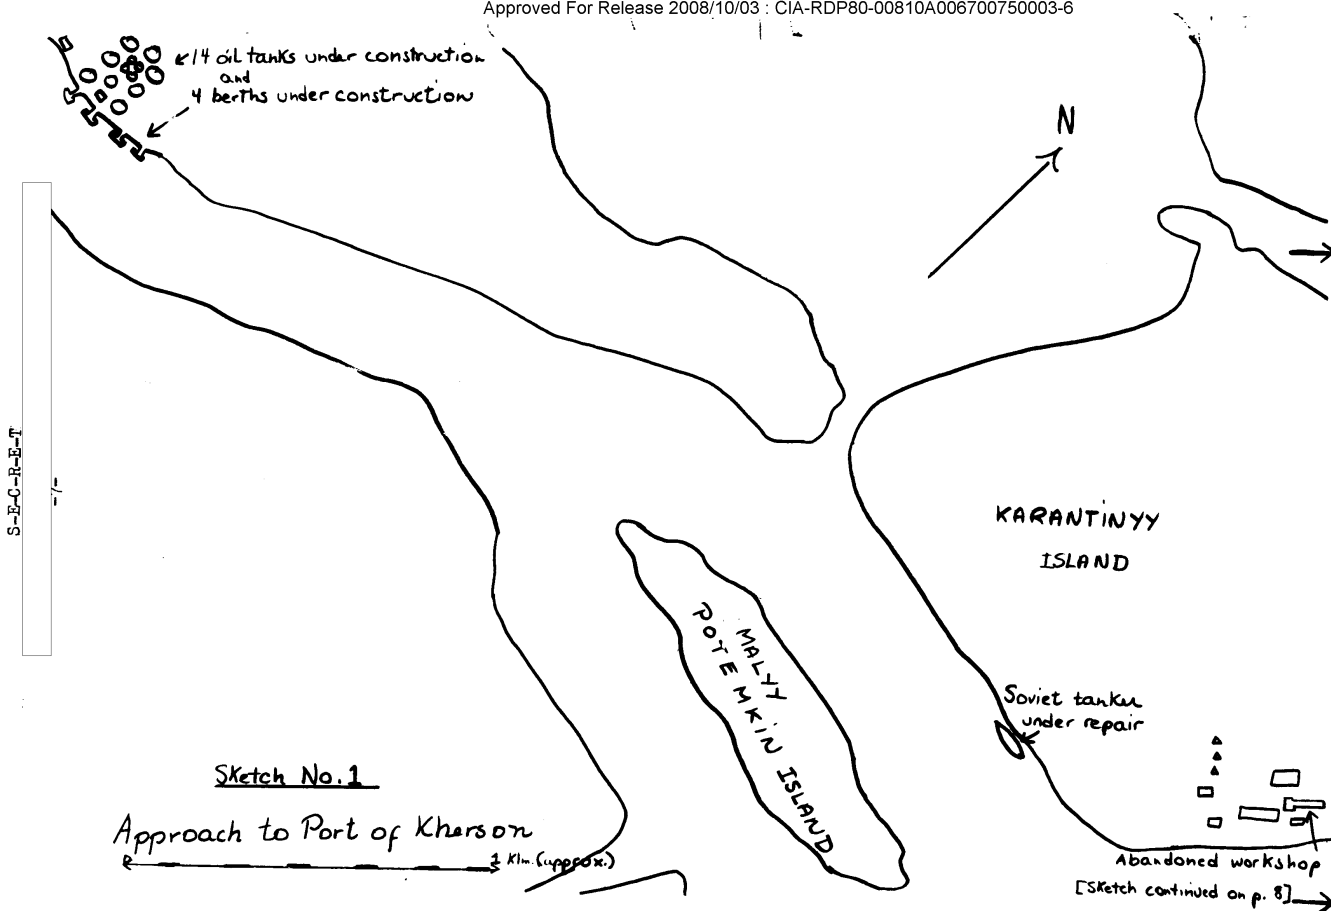 Approved For Release 2008/10/03 : CIA-RDP80-00810A006700750003-6
14 oil tanks under construction
and
4 berths under construction
N
S-E-C-R-E-T
-7-
KARANTINYY
ISLAND
MALYY
POTEMKIN ISLAND
Soviet tanker
under repair
Sketch No. 1
Approach to Port of Kherson
1 Klm. (approx.)
Abandoned workshop
[Sketch continued on p. 8]